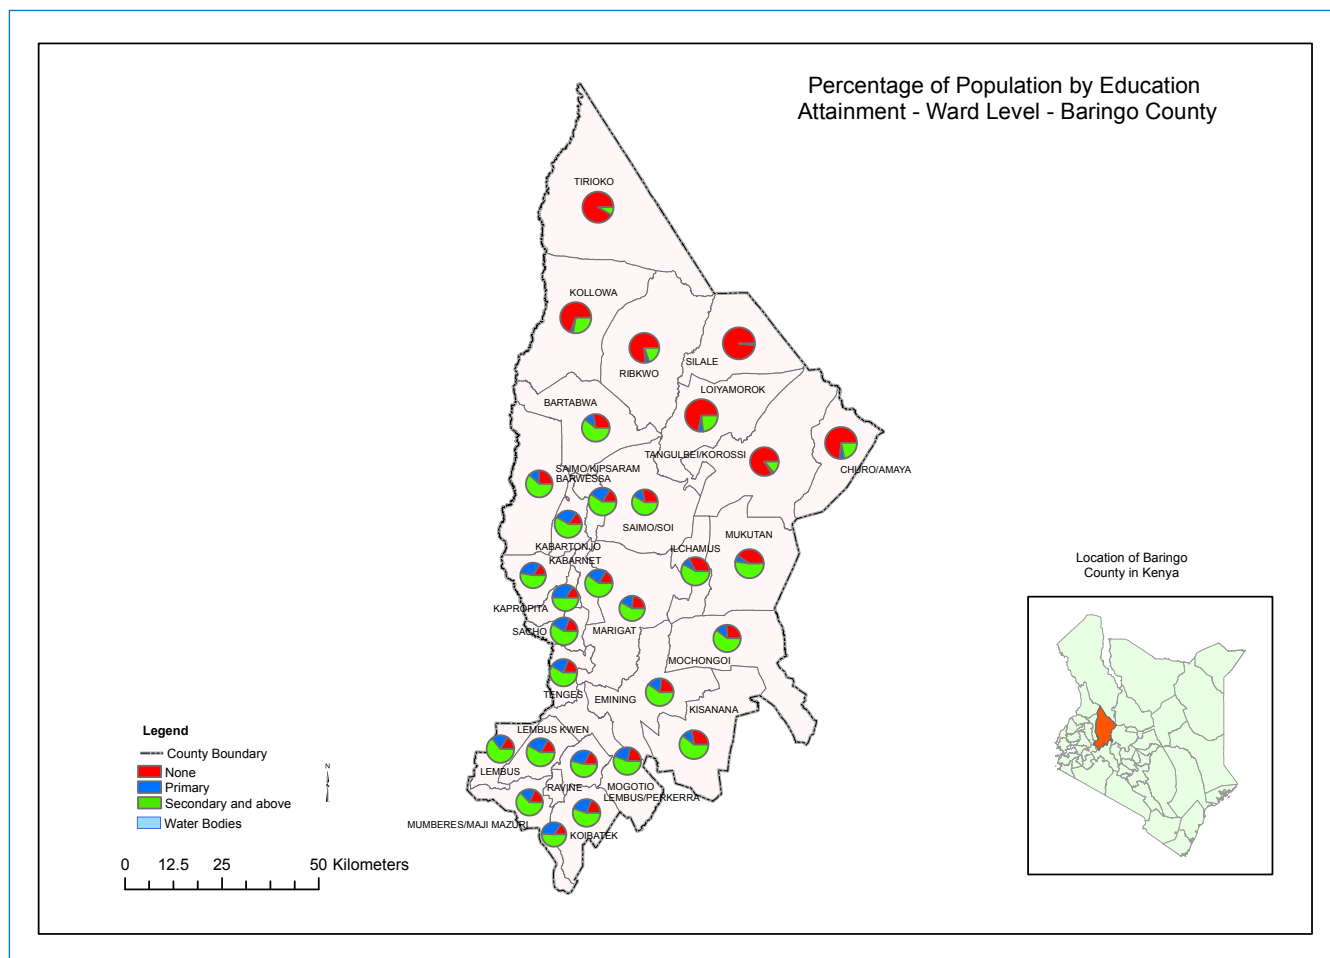 Percentage of Population by Education
Attainment - Ward Level - Baringo County
TIRIOKO
KOLLOWA
RIBKWO
SILALE
LOIYAMOROK
BARTABWA
TANGULBEI/KOROSSI
CHURO/AMAYA
SAIMO/KIPSARAM
BARWESSA
SAIMO/SOI
MUKUTAN
KABARTONJO
ILCHAMUS
KABARNET
KAPROPITA
SACHO
MARIGAT
MOCHONGOI
TENGES
EMINING
KISANANA
LEMBUS KWEN
LEMBUS
RAVINE
MOGOTIO
LEMBUS/PERKERRA
MUMBERES/MAJI MAZURI
KOIBATEK
Location of Baringo
County in Kenya
Legend
County Boundary
None
Primary
Secondary and above
Water Bodies
N
0 12.5 25 50 Kilometers